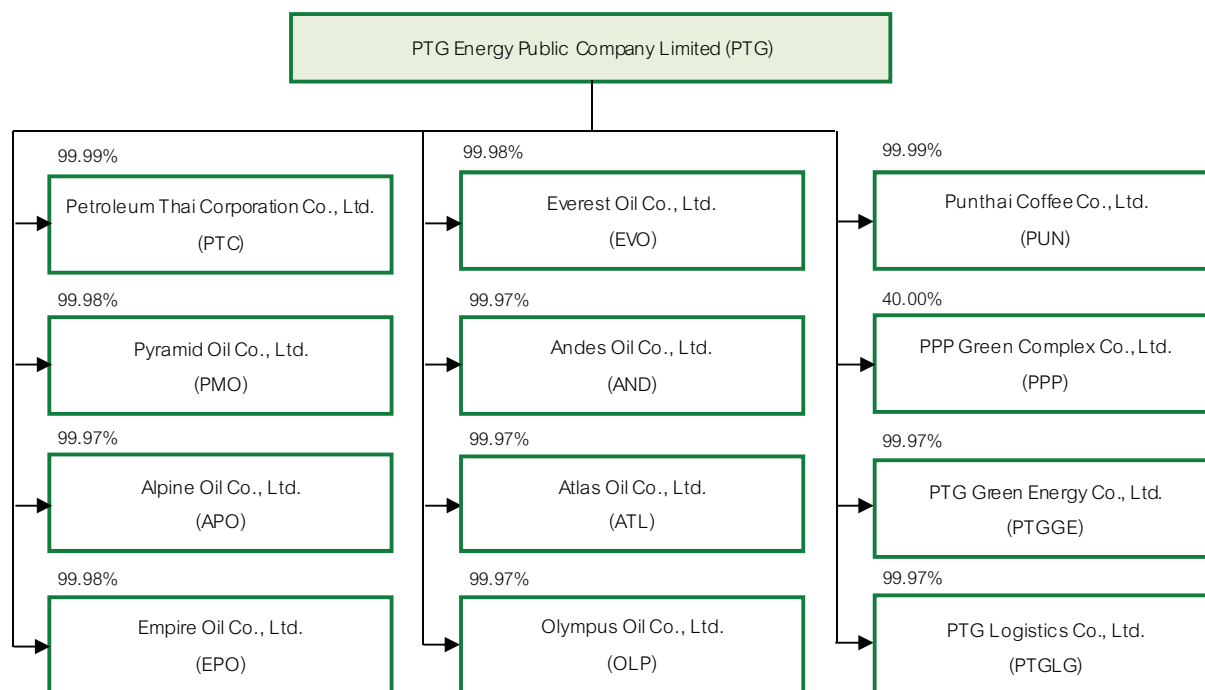 PTG Energy Public Company Limited (PTG)
99.99%
Petroleum Thai Corporation Co., Ltd.
(PTC)
99.98%
Pyramid Oil Co., Ltd.
(PMO)
99.97%
Alpine Oil Co., Ltd.
(APO)
99.98%
Empire Oil Co., Ltd.
(EPO)
99.98%
Everest Oil Co., Ltd.
(EVO)
99.97%
Andes Oil Co., Ltd.
(AND)
99.97%
Atlas Oil Co., Ltd.
(ATL)
99.97%
Olympus Oil Co., Ltd.
(OLP)
99.99%
Punthai Coffee Co., Ltd.
(PUN)
40.00%
PPP Green Complex Co., Ltd.
(PPP)
99.97%
PTG Green Energy Co., Ltd.
(PTGGE)
99.97%
PTG Logistics Co., Ltd.
(PTGLG)